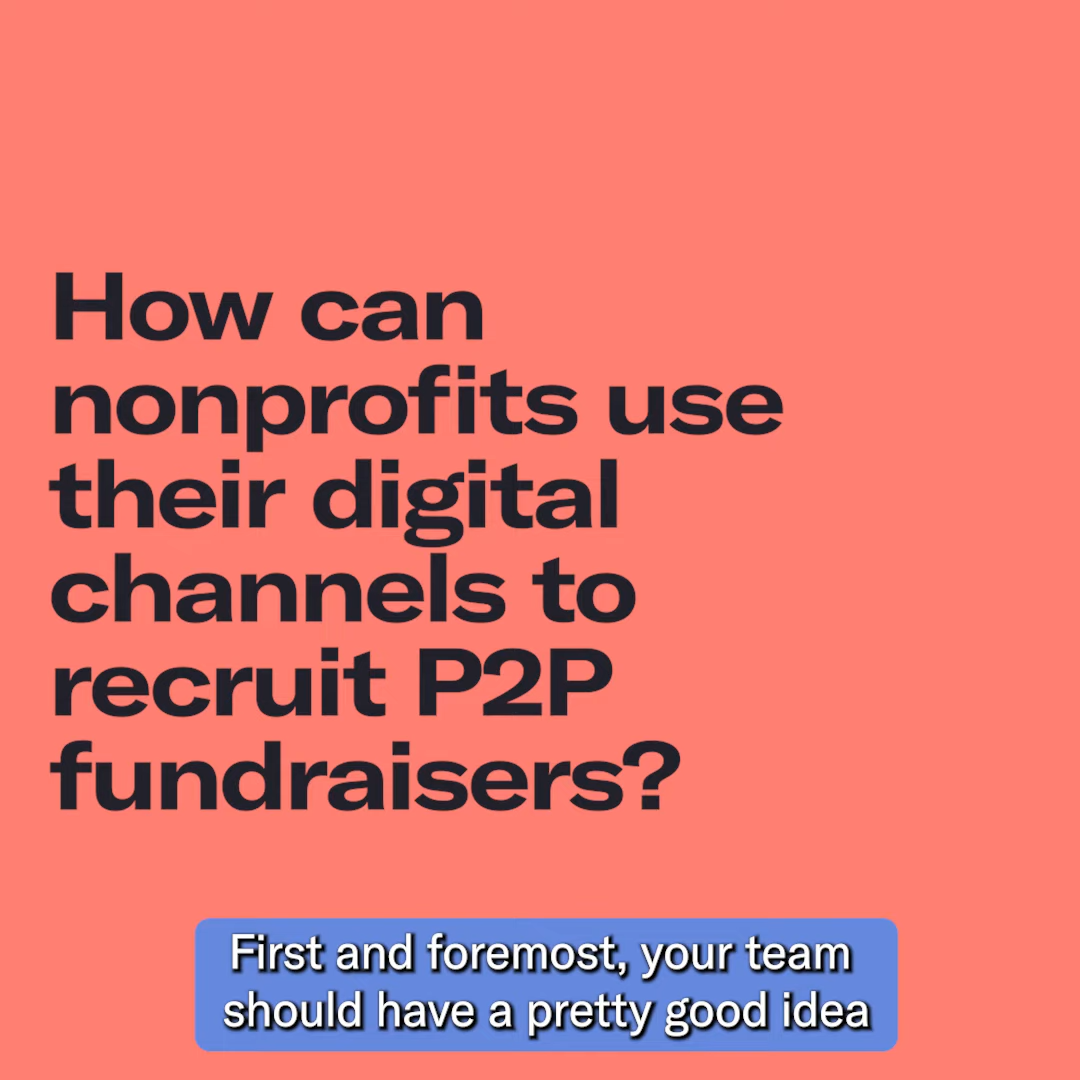 How can
nonprofits use
their digital
channels to
recruit P2P
fundraisers?
First and foremost, your team
should have a pretty good idea